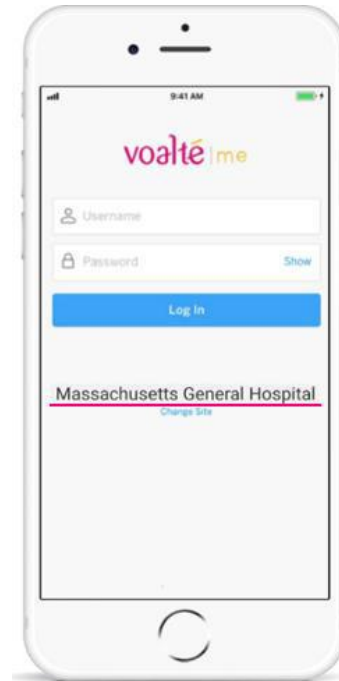 9:41 AM
voalté | me
Username
Password Show
Log In
Massachusetts General Hospital
Change Site